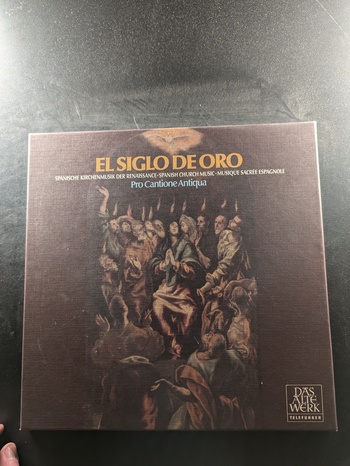 EL SIGLO DE ORO
SPANISCHE KIRCHENMUSIK DER RENAISSANCE·SPANISH CHURCH MUSIC·MUSIQUE SACRÉE ESPAGNOLE
Pro Cantione Antiqua
DAS
ALTE
WERK
TELEFUNKEN